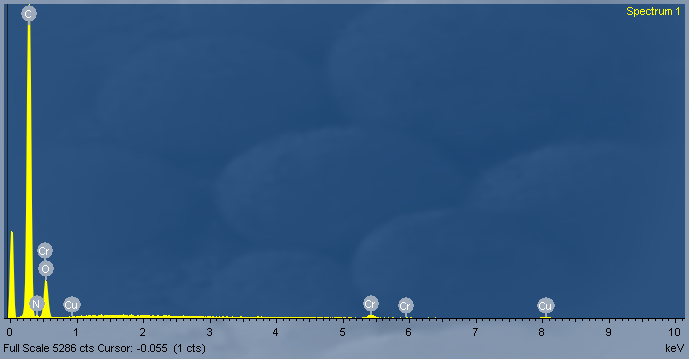 Spectrum 1
C
Cr
O
N
Cu
Cr
Cr
Cu
0 1 2 3 4 5 6 7 8 9 10
Full Scale 5286 cts Cursor: -0.055 (1 cts)
keV